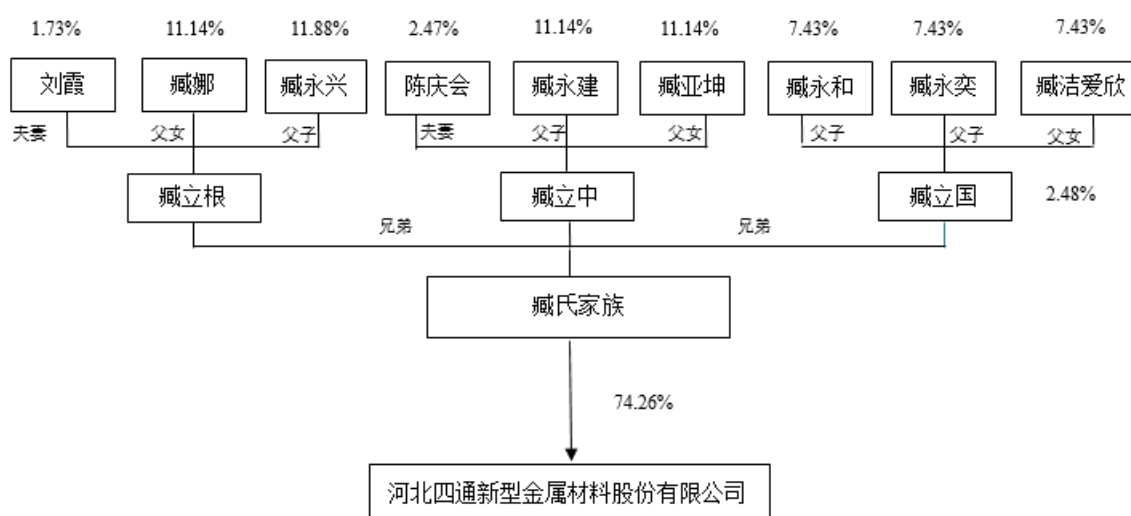 1.73% 11.14% 11.88% 2.47% 11.14% 11.14% 7.43% 7.43% 7.43%
刘霞 臧娜 臧永兴 陈庆会 臧永建 臧亚坤 臧永和 臧永奕 臧洁爱欣
夫妻 父女 父子 夫妻 父子 父女 父子 父子 父女
臧立根 臧立中 臧立国 2.48%
兄弟 兄弟
臧氏家族
74.26%
河北四通新型金属材料股份有限公司